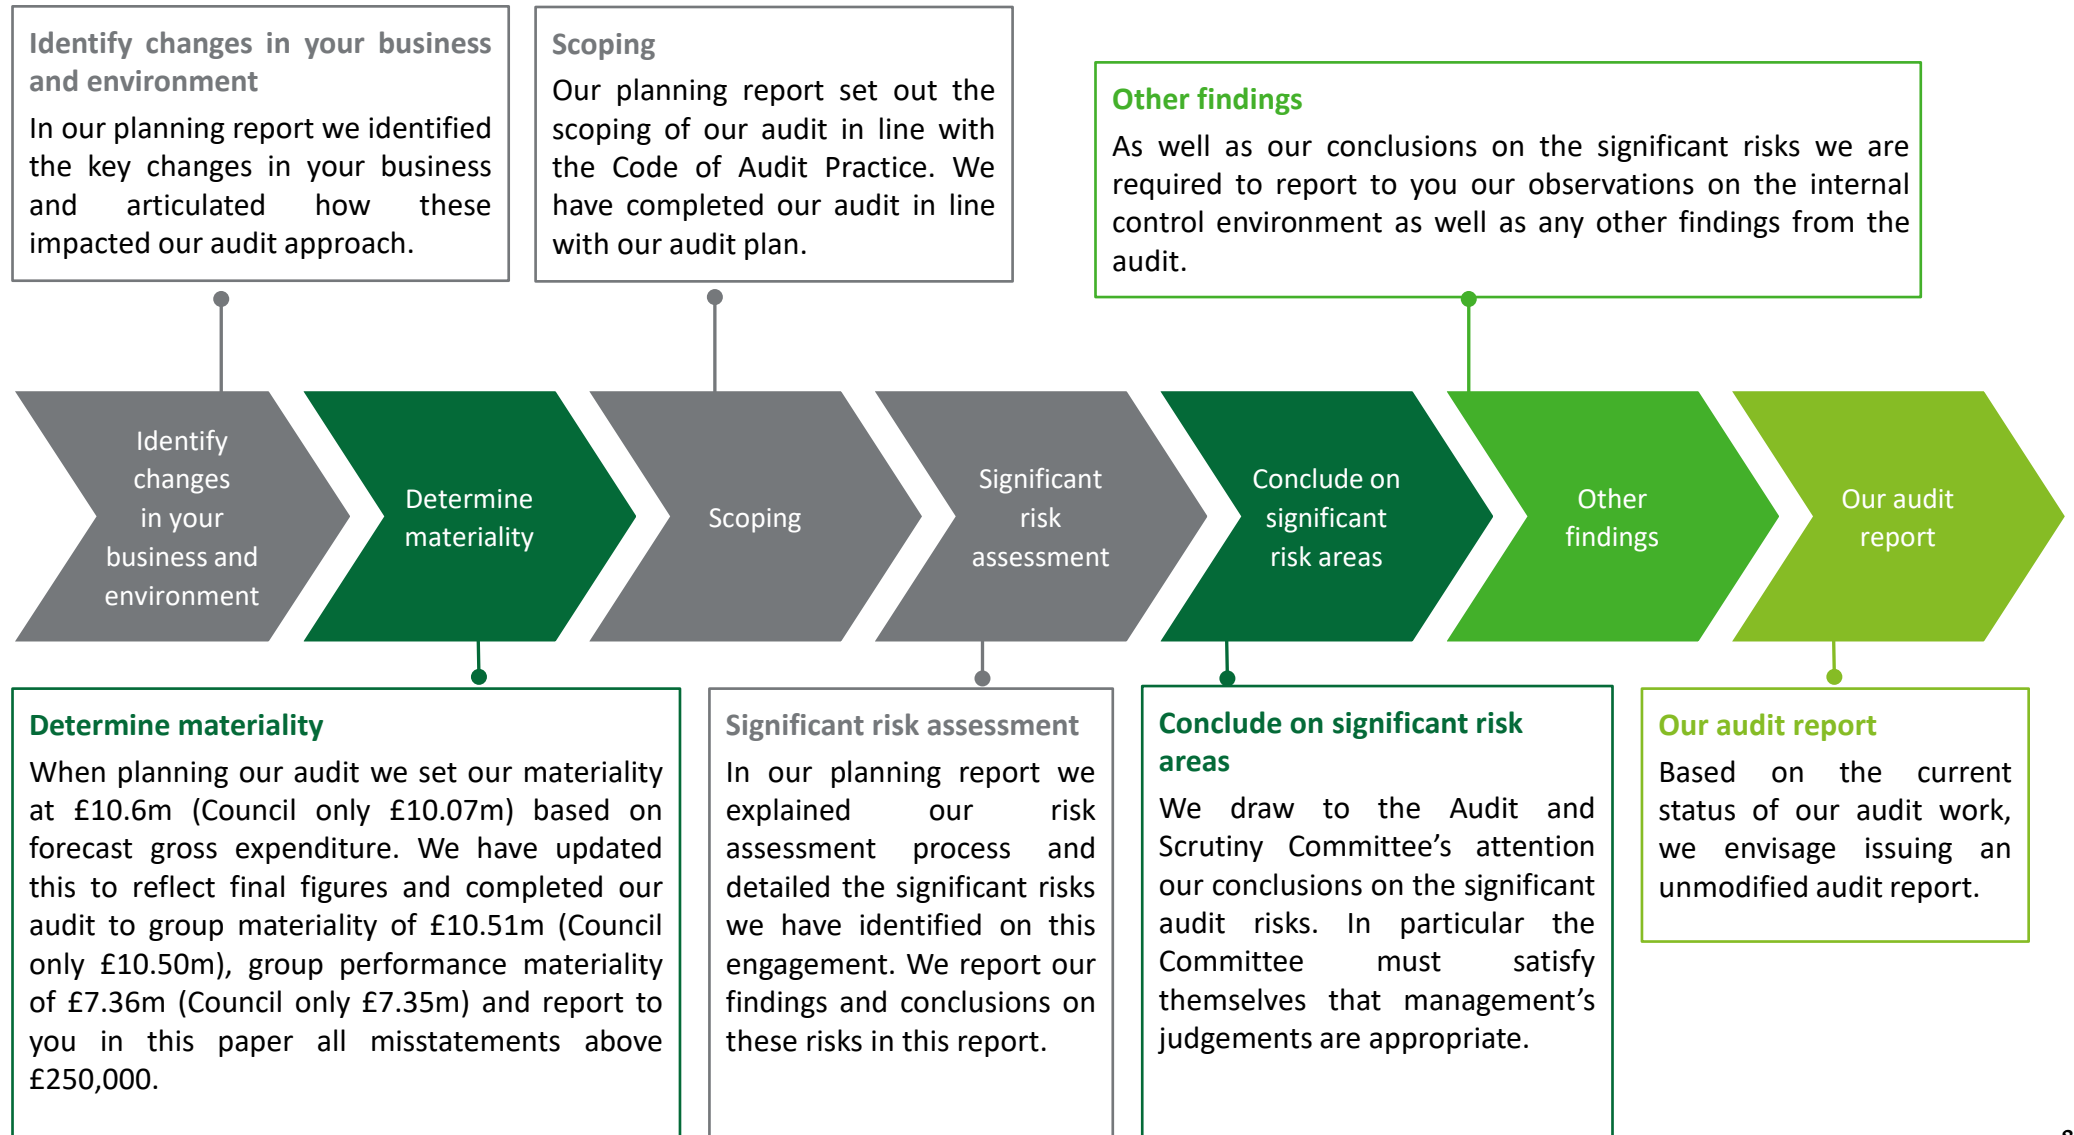 Identify changes in your business
and environment
In our planning report we identified
the key changes in your business
and articulated how these
impacted our audit approach.
Scoping
Our planning report set out the
scoping of our audit in line with
the Code of Audit Practice. We
have completed our audit in line
with our audit plan.
Other findings
As well as our conclusions on the significant risks we are
required to report to you our observations on the internal
control environment as well as any other findings from the
audit.
Identify
changes
in your
business and
environment
Determine
materiality
Scoping
Significant
risk
assessment
Conclude on
significant
risk areas
Other
findings
Our audit
report
Determine materiality
When planning our audit we set our materiality
at £10.6m (Council only £10.07m) based on
forecast gross expenditure. We have updated
this to reflect final figures and completed our
audit to group materiality of £10.51m (Council
only £10.50m), group performance materiality
of £7.36m (Council only £7.35m) and report to
you in this paper all misstatements above
£250,000.
Significant risk assessment
In our planning report we
explained our risk
assessment process and
detailed the significant risks
we have identified on this
engagement. We report our
findings and conclusions on
these risks in this report.
Conclude on significant risk
areas
We draw to the Audit and
Scrutiny Committee’s attention
our conclusions on the significant
audit risks. In particular the
Committee must satisfy
themselves that management’s
judgements are appropriate.
Our audit report
Based on the current
status of our audit work,
we envisage issuing an
unmodified audit report.